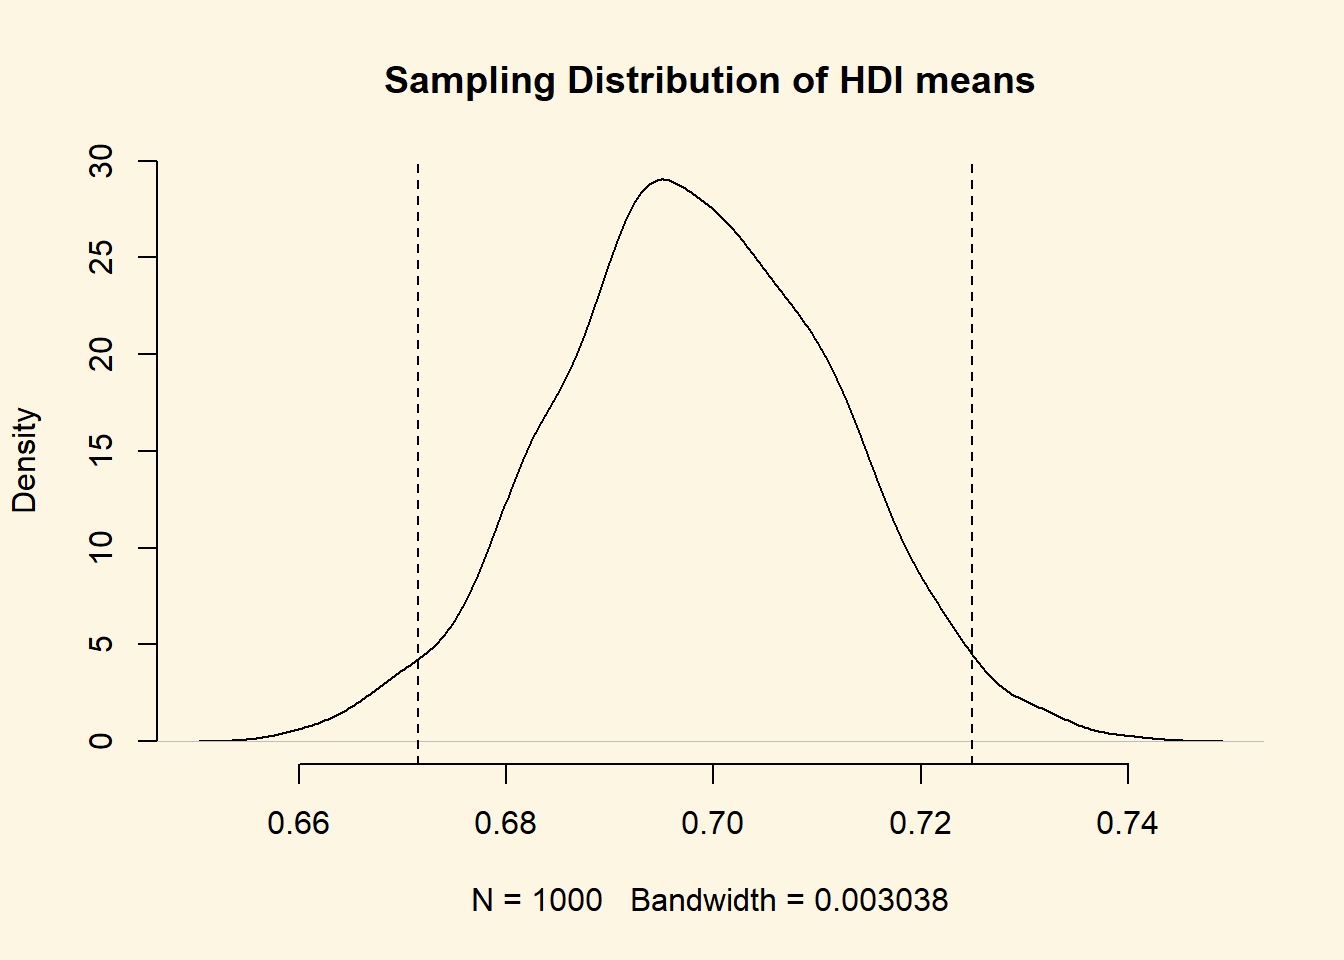 Sampling Distribution of HDI means
Density
30
25
20
15
10
5
0
0.66 0.68 0.70 0.72 0.74
N = 1000   Bandwidth = 0.003038